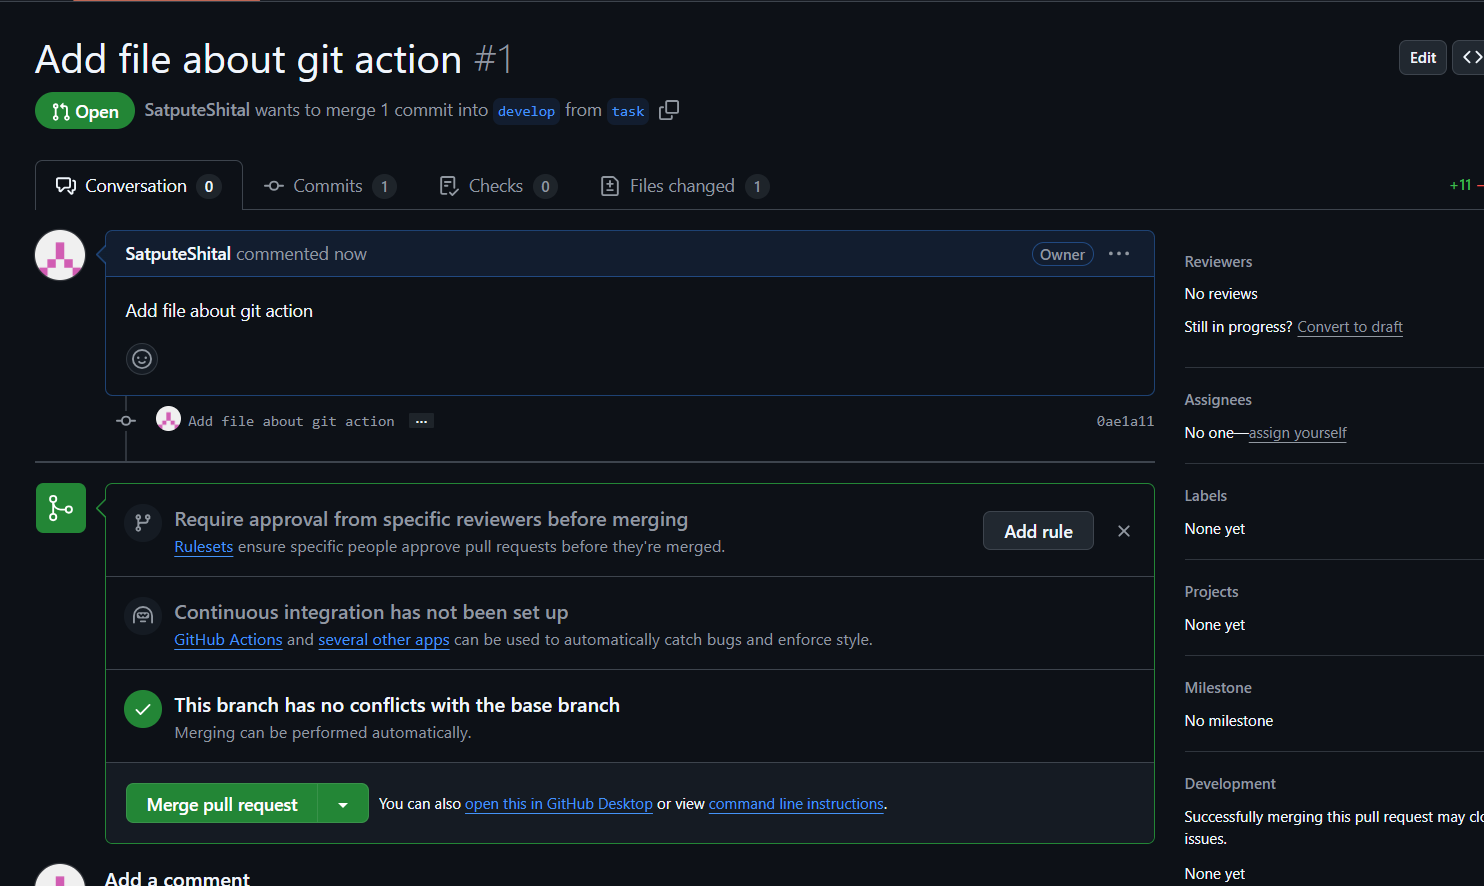 Add file about git action #1
Edit
Open
SatputeShital wants to merge 1 commit into develop from task
Conversation 0
Commits 1
Checks 0
Files changed 1
+11
SatputeShital commented now
Owner
Add file about git action
Add file about git action
0ae1a11
Require approval from specific reviewers before merging
Rulesets ensure specific people approve pull requests before they're merged.
Add rule
Continuous integration has not been set up
GitHub Actions and several other apps can be used to automatically catch bugs and enforce style.
This branch has no conflicts with the base branch
Merging can be performed automatically.
Merge pull request
You can also open this in GitHub Desktop or view command line instructions.
Add a comment
Reviewers
No reviews
Still in progress? Convert to draft
Assignees
No one—assign yourself
Labels
None yet
Projects
None yet
Milestone
No milestone
Development
Successfully merging this pull request may
issues.
None yet